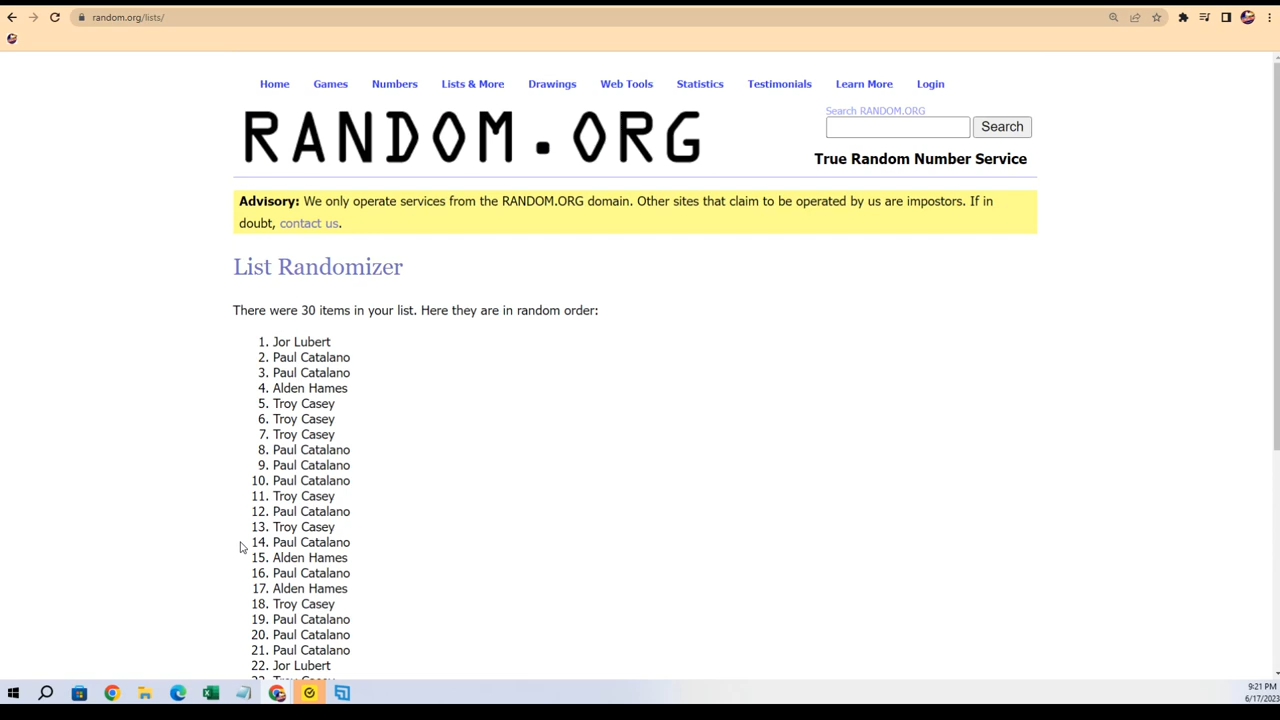 random.org/lists/
Home Games Numbers Lists & More Drawings Web Tools Statistics Testimonials Learn More Login
RANDOM.ORG
Search RANDOM.ORG
Search
True Random Number Service
Advisory: We only operate services from the RANDOM.ORG domain. Other sites that claim to be operated by us are impostors. If in
doubt, contact us.
List Randomizer
There were 30 items in your list. Here they are in random order:
1. Jor Lubert
2. Paul Catalano
3. Paul Catalano
4. Alden Hames
5. Troy Casey
6. Troy Casey
7. Troy Casey
8. Paul Catalano
9. Paul Catalano
10. Paul Catalano
11. Troy Casey
12. Paul Catalano
13. Troy Casey
14. Paul Catalano
15. Alden Hames
16. Paul Catalano
17. Alden Hames
18. Troy Casey
19. Paul Catalano
20. Paul Catalano
21. Paul Catalano
22. Jor Lubert
9:21 PM
6/17/2023